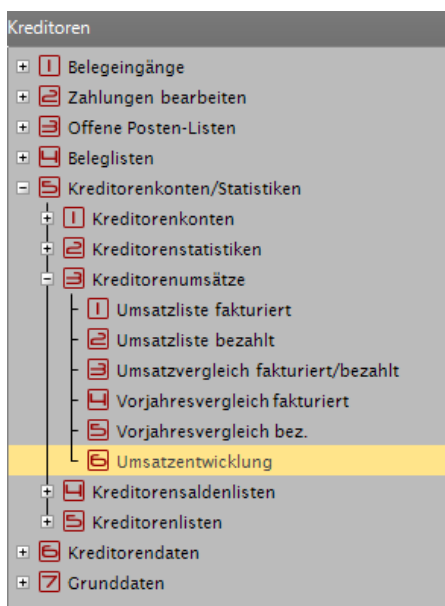 Kreditoren
1 Belegeingänge
2 Zahlungen bearbeiten
3 Offene Posten-Listen
4 Beleglisten
5 Kreditorenkonten/Statistiken
1 Kreditorenkonten
2 Kreditorenstatistiken
3 Kreditorenumsätze
1 Umsatzliste fakturiert
2 Umsatzliste bezahlt
3 Umsatzvergleich fakturiert/bezahlt
4 Vorjahresvergleich fakturiert
5 Vorjahresvergleich bez.
6 Umsatzentwicklung
4 Kreditorensaldenlisten
5 Kreditorenlisten
6 Kreditorendaten
7 Grunddaten